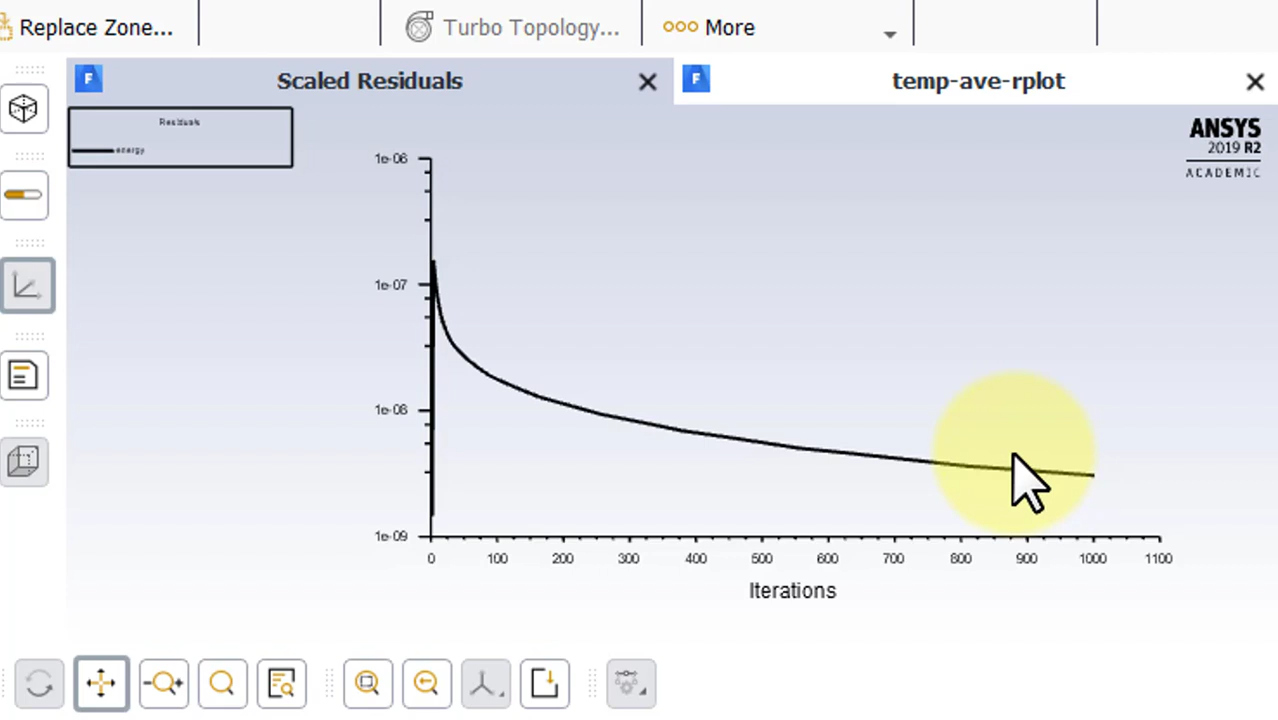 Replace Zone...
Turbo Topology...
More
Scaled Residuals
temp-ave-rplot
Residuals
energy
ANSYS
2019 R2
ACADEMIC
1e-06
1e-07
1e-08
1e-09
0 100 200 300 400 500 600 700 800 900 1000 1100
Iterations